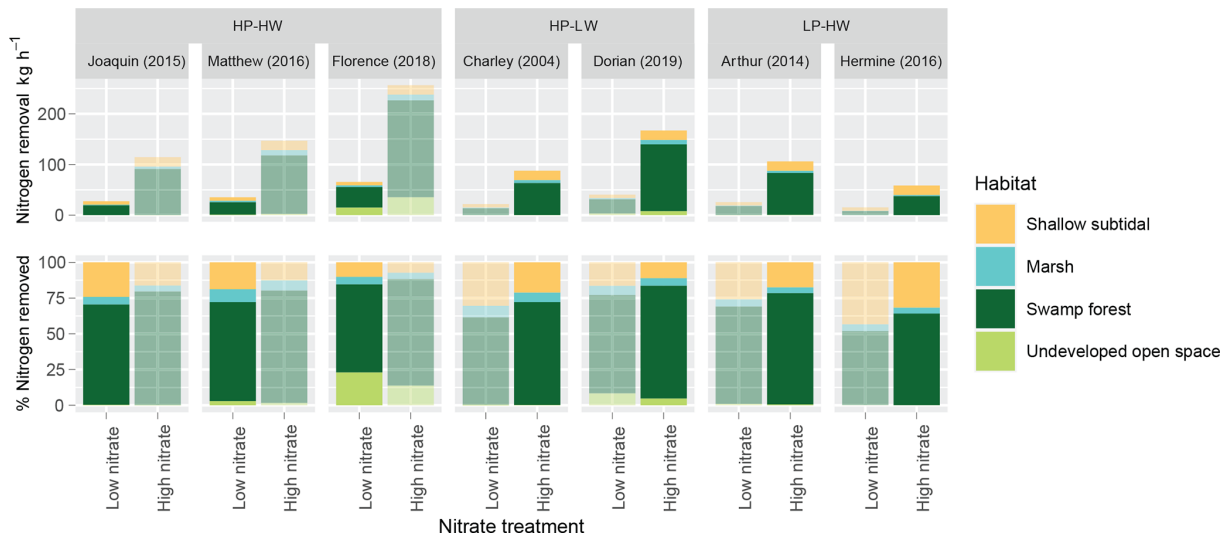 HP-HW HP-LW LP-HW
Joaquin (2015) Matthew (2016) Florence (2018) Charley (2004) Dorian (2019) Arthur (2014) Hermine (2016)
Nitrogen removal kg h⁻¹
200
100
0
% Nitrogen removed
100
75
50
25
0
Low nitrate High nitrate Low nitrate High nitrate Low nitrate High nitrate Low nitrate High nitrate Low nitrate High nitrate Low nitrate High nitrate Low nitrate High nitrate
Nitrate treatment
Habitat
Shallow subtidal
Marsh
Swamp forest
Undeveloped open space